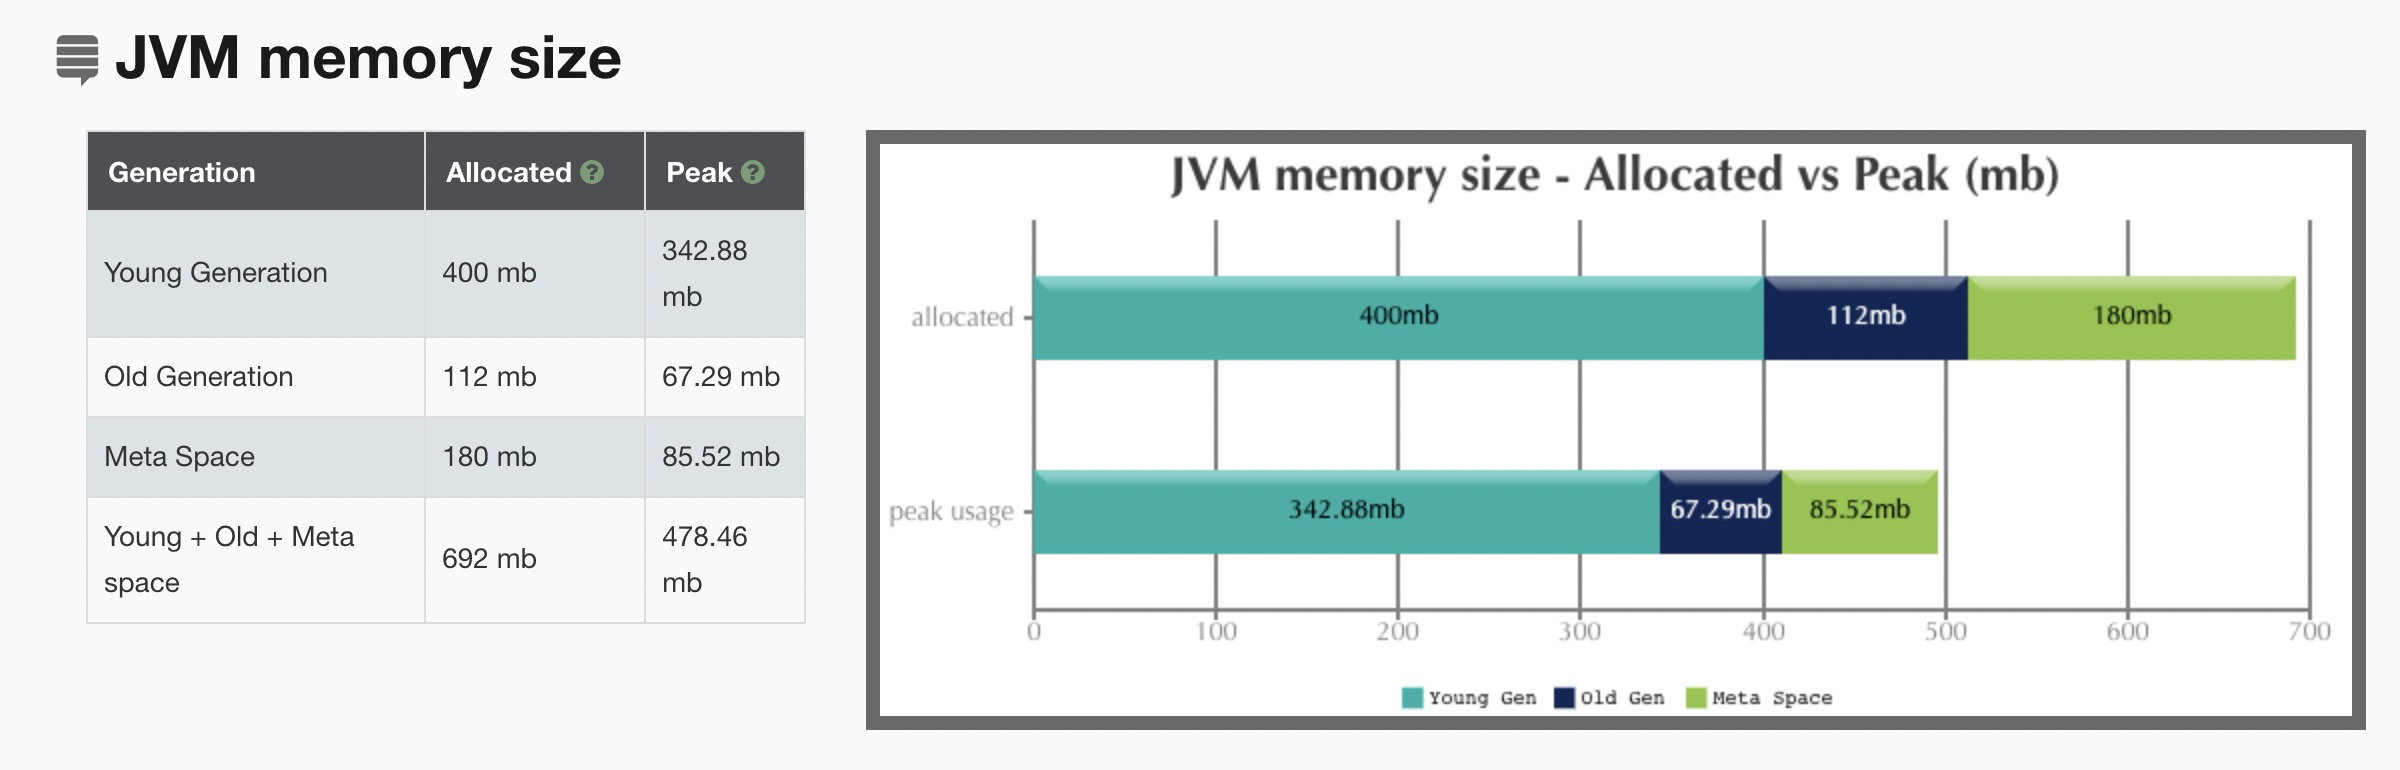 JVM memory size
Generation Allocated ? Peak ?
Young Generation 400 mb 342.88 mb
Old Generation 112 mb 67.29 mb
Meta Space 180 mb 85.52 mb
Young + Old + Meta space 692 mb 478.46 mb
JVM memory size - Allocated vs Peak (mb)
allocated 400mb 112mb 180mb
peak usage 342.88mb 67.29mb 85.52mb
0 100 200 300 400 500 600 700
Young Gen Old Gen Meta Space